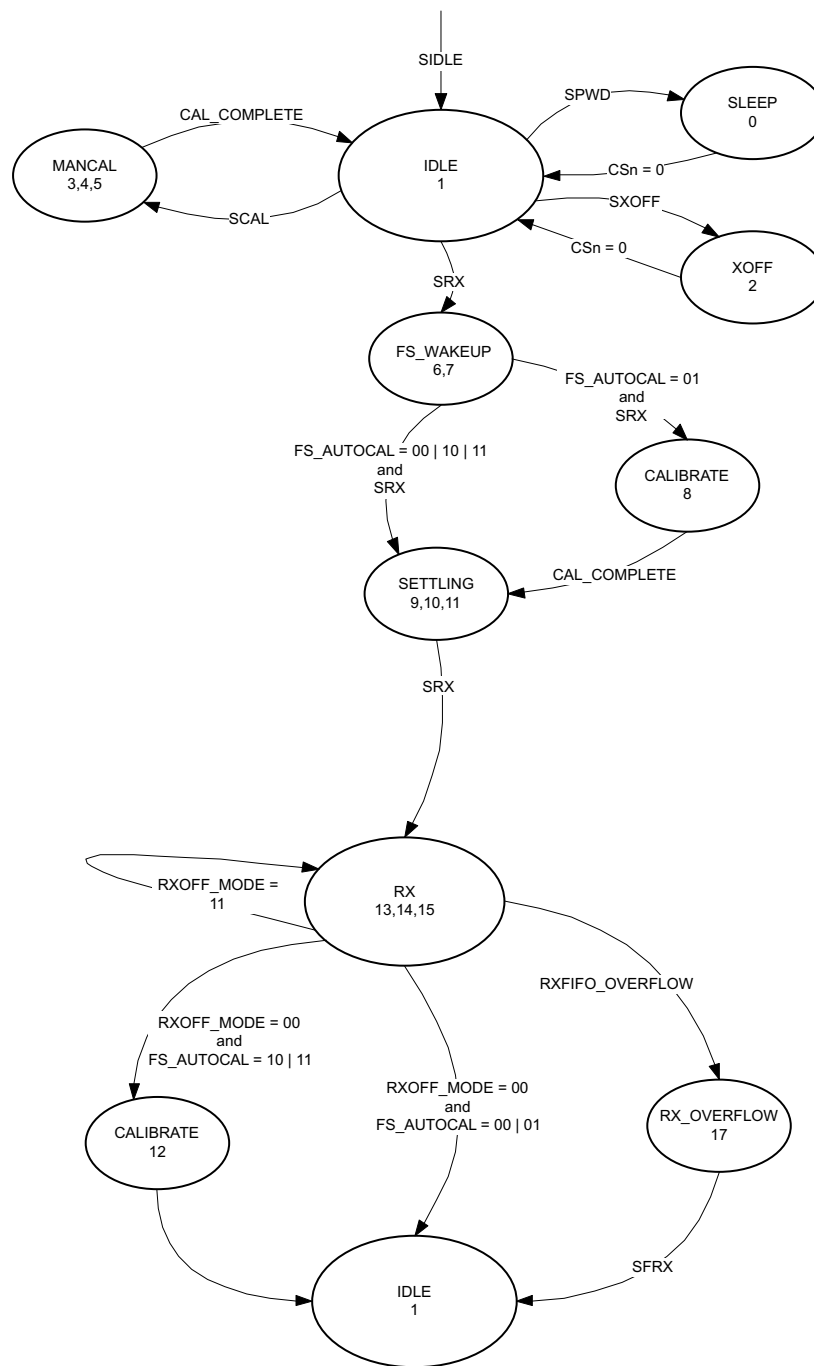 SIDLE
SPWD
SLEEP
0
CAL_COMPLETE
MANCAL
3,4,5
IDLE
1
CSn = 0
SXOFF
SCAL
CSn = 0
XOFF
2
SRX
FS_WAKEUP
6,7
FS_AUTOCAL = 01
and
SRX
FS_AUTOCAL = 00 | 10 | 11
and
SRX
CALIBRATE
8
SETTLING
9,10,11
CAL_COMPLETE
SRX
RXOFF_MODE =
11
RX
13,14,15
RXFIFO_OVERFLOW
RXOFF_MODE = 00
and
FS_AUTOCAL = 10 | 11
RXOFF_MODE = 00
and
FS_AUTOCAL = 00 | 01
CALIBRATE
12
RX_OVERFLOW
17
SFRX
IDLE
1